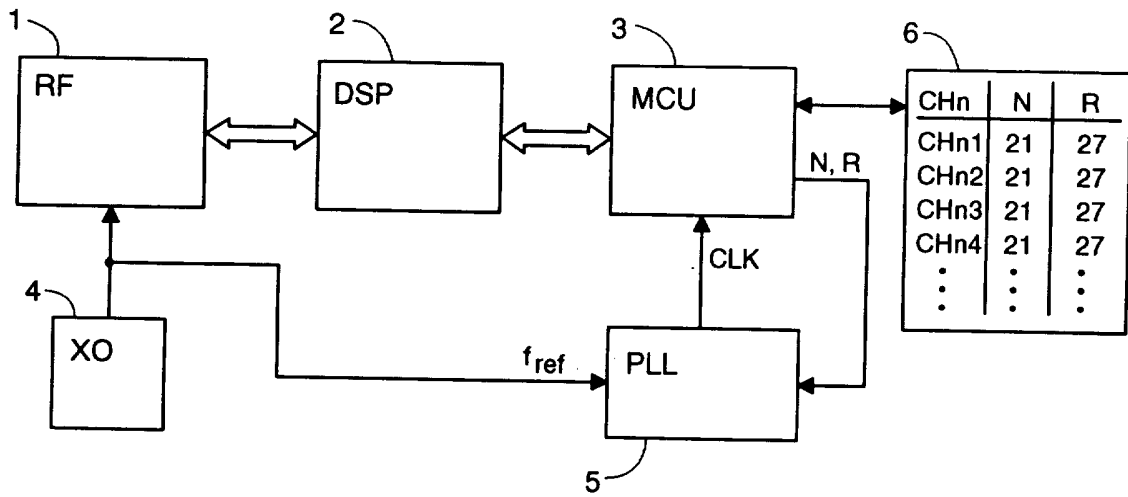 1
RF
2
DSP
3
MCU
6
CHn N R
CHn1 21 27
CHn2 21 27
CHn3 21 27
CHn4 21 27
N, R
CLK
4
XO
f ref
PLL
5